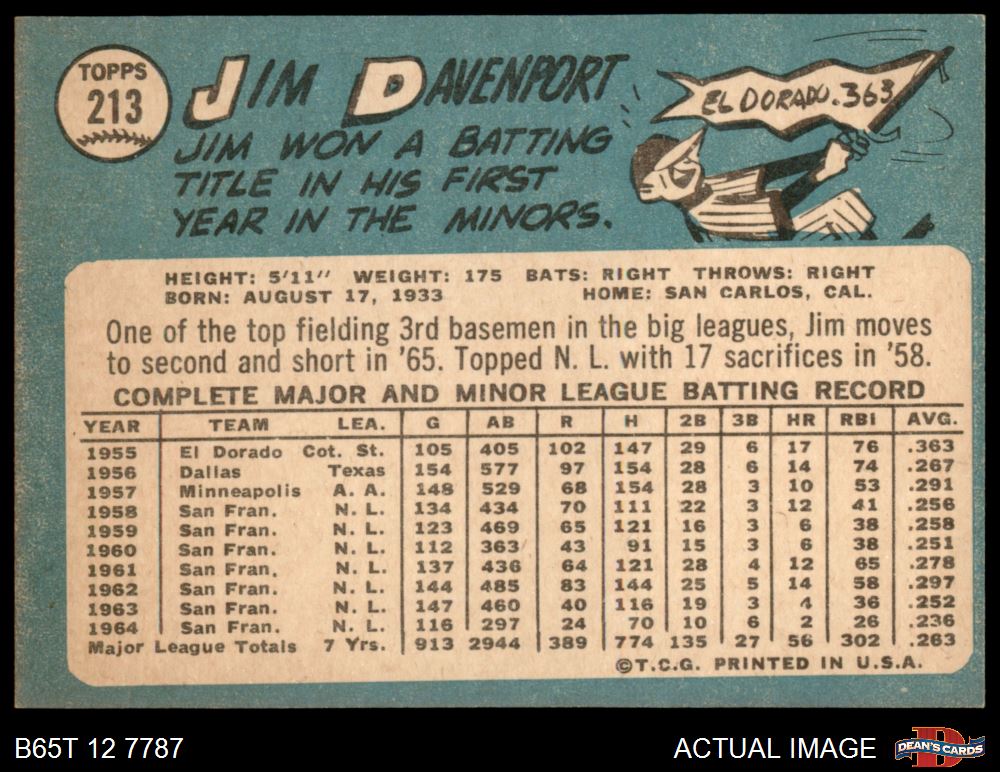 TOPPS
213
JIM DAVENPORT
EL DORADO .363
JIM WON A BATTING
TITLE IN HIS FIRST
YEAR IN THE MINORS.
HEIGHT: 5'11" WEIGHT: 175 BATS: RIGHT THROWS: RIGHT
BORN: AUGUST 17, 1933 HOME: SAN CARLOS, CAL.
One of the top fielding 3rd basemen in the big leagues, Jim moves
to second and short in '65. Topped N. L. with 17 sacrifices in '58.
COMPLETE MAJOR AND MINOR LEAGUE BATTING RECORD
YEAR TEAM LEA. G AB R H 2B 3B HR RBI AVG.
1955 El Dorado Cot. St. 105 405 102 147 29 6 17 76 .363
1956 Dallas Texas 154 577 97 154 28 6 14 74 .267
1957 Minneapolis A. A. 148 529 68 154 28 3 10 53 .291
1958 San Fran. N. L. 134 434 70 111 22 3 12 41 .256
1959 San Fran. N. L. 123 469 65 121 16 3 6 38 .258
1960 San Fran. N. L. 112 363 43 91 15 3 6 38 .251
1961 San Fran. N. L. 137 436 64 121 28 4 12 65 .278
1962 San Fran. N. L. 144 485 83 144 25 5 14 58 .297
1963 San Fran. N. L. 147 460 40 116 19 3 4 36 .252
1964 San Fran. N. L. 116 297 24 70 10 6 2 26 .236
Major League Totals 7 Yrs. 913 2944 389 774 135 27 56 302 .263
©T.C.G. PRINTED IN U.S.A.
B65T 12 7787
ACTUAL IMAGE
DEAN'S CARDS